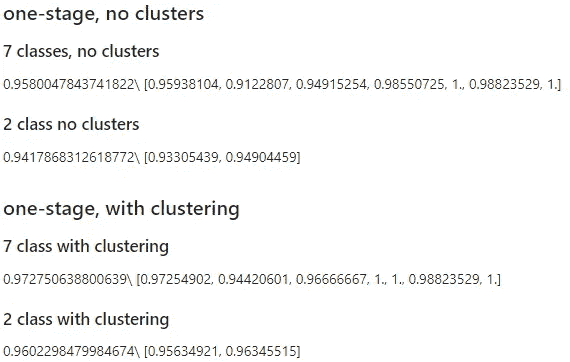 one-stage, no clusters
7 classes, no clusters
0.9580047843741822\ [0.95938104, 0.9122807, 0.94915254, 0.98550725, 1., 0.98823529, 1.]
2 class no clusters
0.9417868312618772\ [0.93305439, 0.94904459]
one-stage, with clustering
7 class with clustering
0.972750638800639\ [0.97254902, 0.94420601, 0.96666667, 1., 1., 0.98823529, 1.]
2 class with clustering
0.9602298479984674\ [0.95634921, 0.96345515]